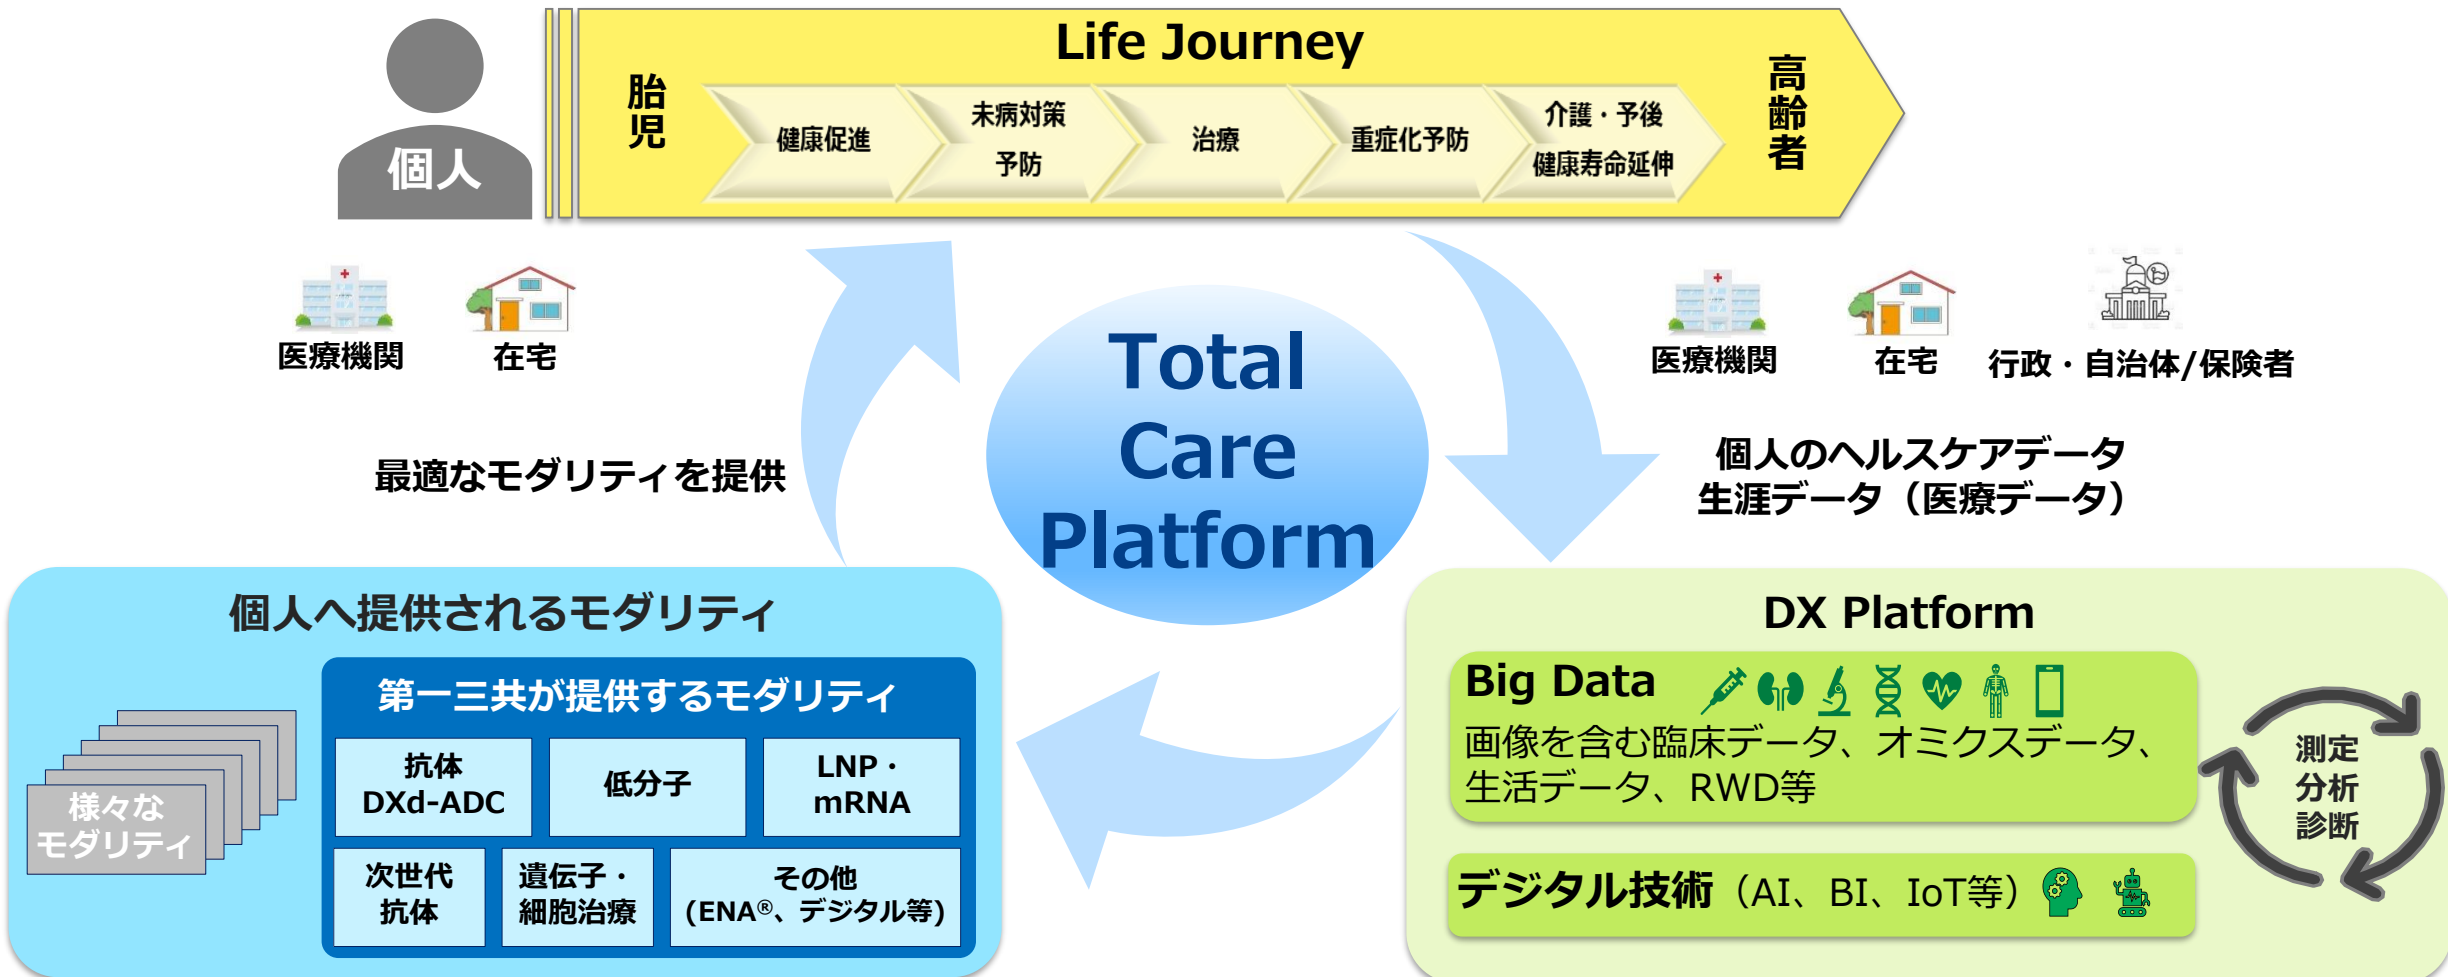 Life Journey
個人
胎児
健康促進
未病対策
予防
治療
重症化予防
介護・予後
健康寿命延伸
高齢者
医療機関
在宅
医療機関
在宅
行政・自治体/保険者
Total
Care
Platform
最適なモダリティを提供
個人のヘルスケアデータ
生涯データ（医療データ）
個人へ提供されるモダリティ
様々な
モダリティ
第一三共が提供するモダリティ
抗体
DXd-ADC
低分子
LNP・
mRNA
次世代
抗体
遺伝子・
細胞治療
その他
(ENA®、デジタル等)
DX Platform
Big Data
画像を含む臨床データ、オミクスデータ、
生活データ、RWD等
デジタル技術（AI、BI、IoT等）
測定
分析
診断